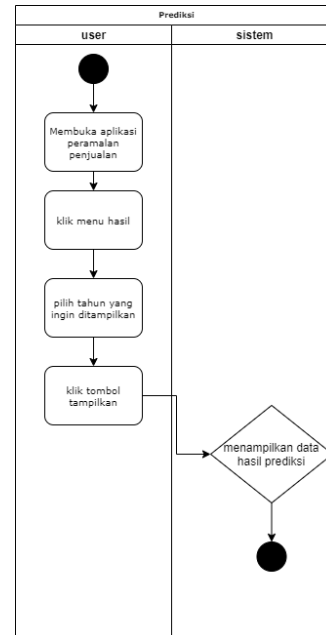 Prediksi
user
sistem
Membuka aplikasi
peramalan
penjualan
klik menu hasil
pilih tahun yang
ingin ditampilkan
klik tombol
tampilkan
menampilkan data
hasil prediksi